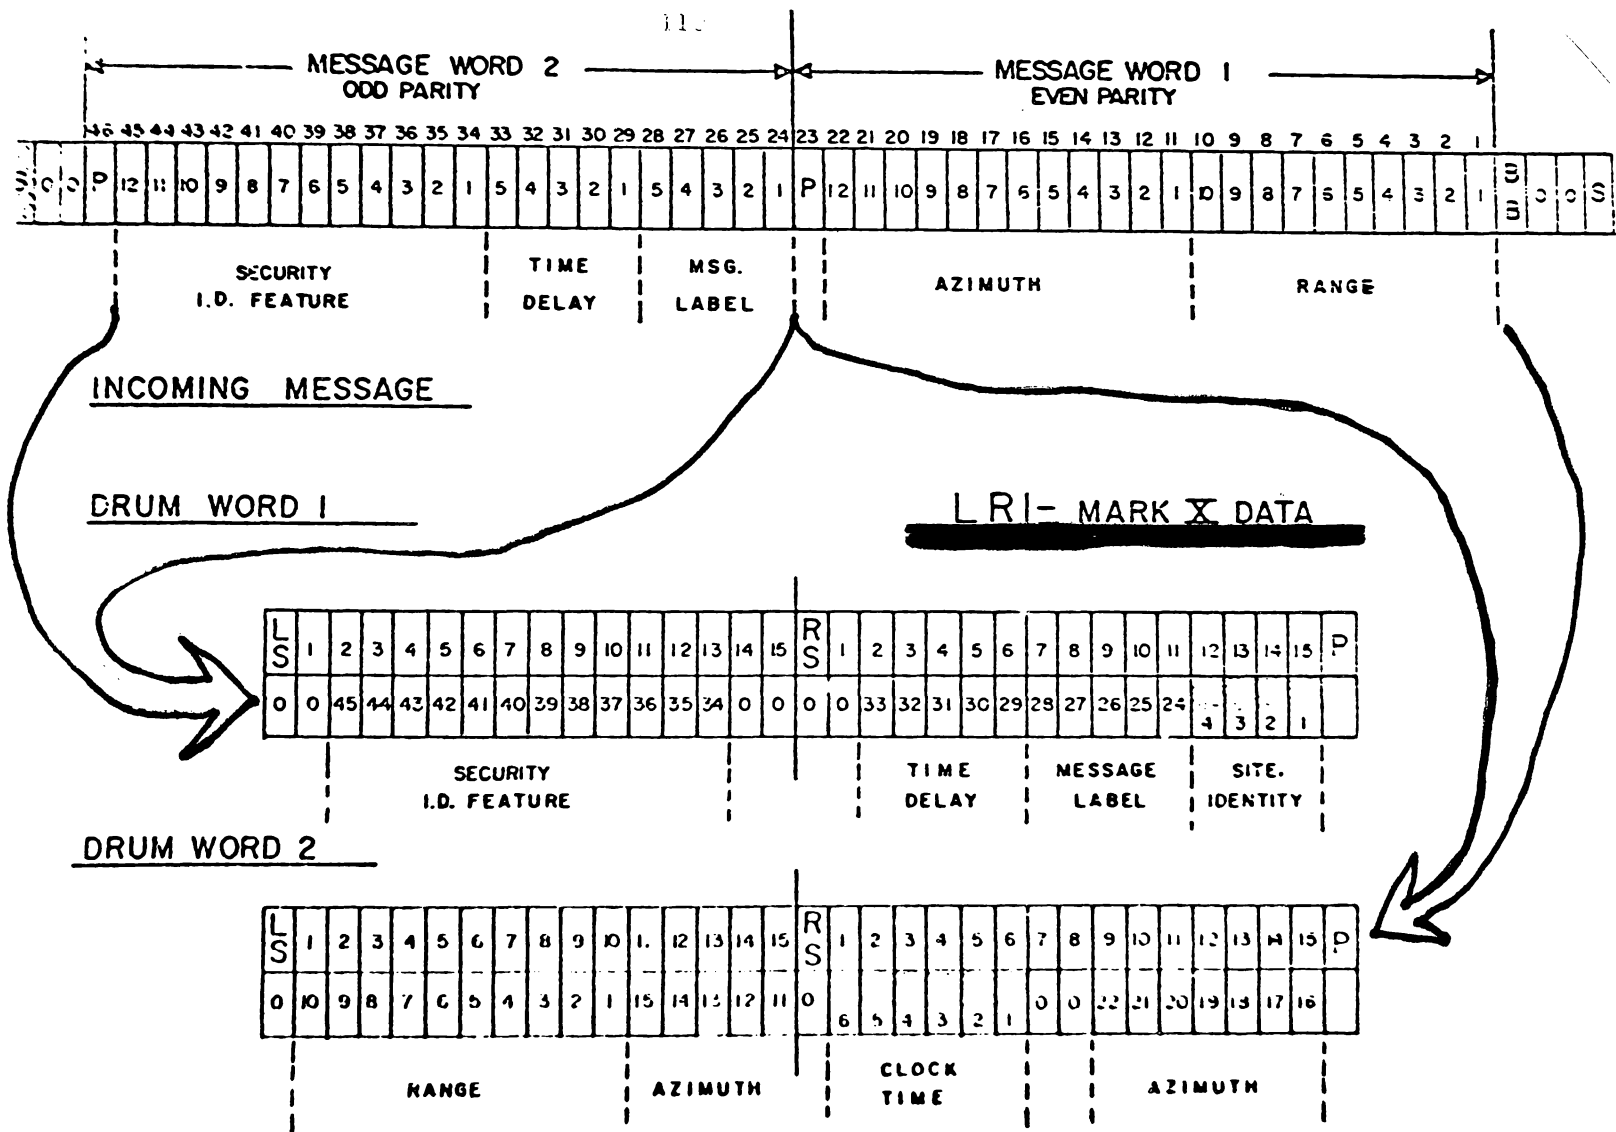 MESSAGE WORD 2
ODD PARITY
MESSAGE WORD 1
EVEN PARITY
46 45 44 43 42 41 40 39 38 37 36 35 34 33 32 31 30 29 28 27 26 25 24 23 22 21 20 19 18 17 16 15 14 13 12 11 10 9 8 7 6 5 4 3 2 1
S 0 0 P 12 11 10 9 8 7 6 5 4 3 2 1 5 4 3 2 1 5 4 3 2 1 P 12 11 10 9 8 7 6 5 4 3 2 1 10 9 8 7 6 5 4 3 2 1 B B 0 0 S
SECURITY
I.D. FEATURE
TIME
DELAY
MSG.
LABEL
AZIMUTH
RANGE
INCOMING MESSAGE
DRUM WORD 1
LRI- MARK X DATA
LS 1 2 3 4 5 6 7 8 9 10 11 12 13 14 15 RS 1 2 3 4 5 6 7 8 9 10 11 12 13 14 15 P
0 0 45 44 43 42 41 40 39 38 37 36 35 34 0 0 0 0 33 32 31 30 29 28 27 26 25 24 4 3 2 1
SECURITY
I.D. FEATURE
TIME
DELAY
MESSAGE
LABEL
SITE.
IDENTITY
DRUM WORD 2
LS 1 2 3 4 5 6 7 8 9 10 1. 12 13 14 15 RS 1 2 3 4 5 6 7 8 9 10 11 12 13 14 15 P
0 10 9 8 7 6 5 4 3 2 1 15 14 13 12 11 0 6 5 4 3 2 1 0 0 22 21 20 19 18 17 16
RANGE
AZIMUTH
CLOCK
TIME
AZIMUTH